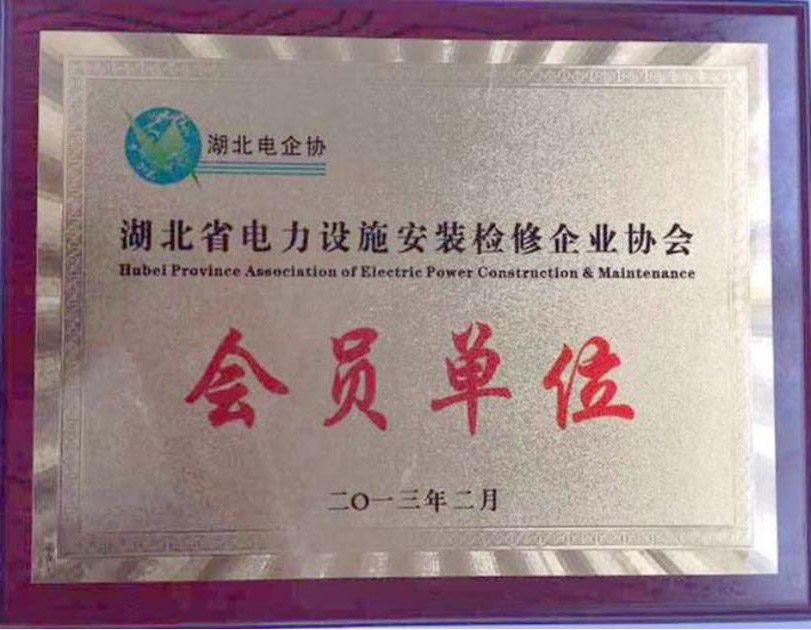 湖北电企协
湖北省电力设施安装检修企业协会
Hubei Province Association of Electric Power Construction & Maintenance
会员单位
二〇一三年二月